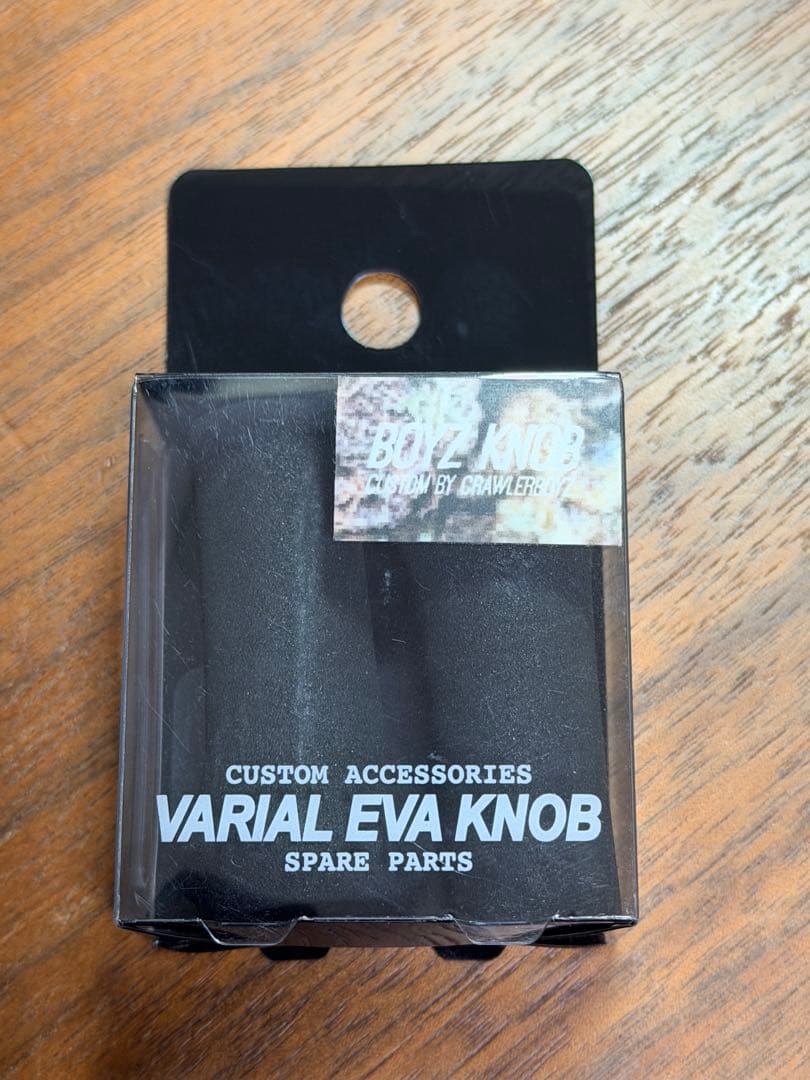 BOYZ KNOB
CUSTOM BY CRAWLERBOYZ
CUSTOM ACCESSORIES
VARIAL EVA KNOB
SPARE PARTS